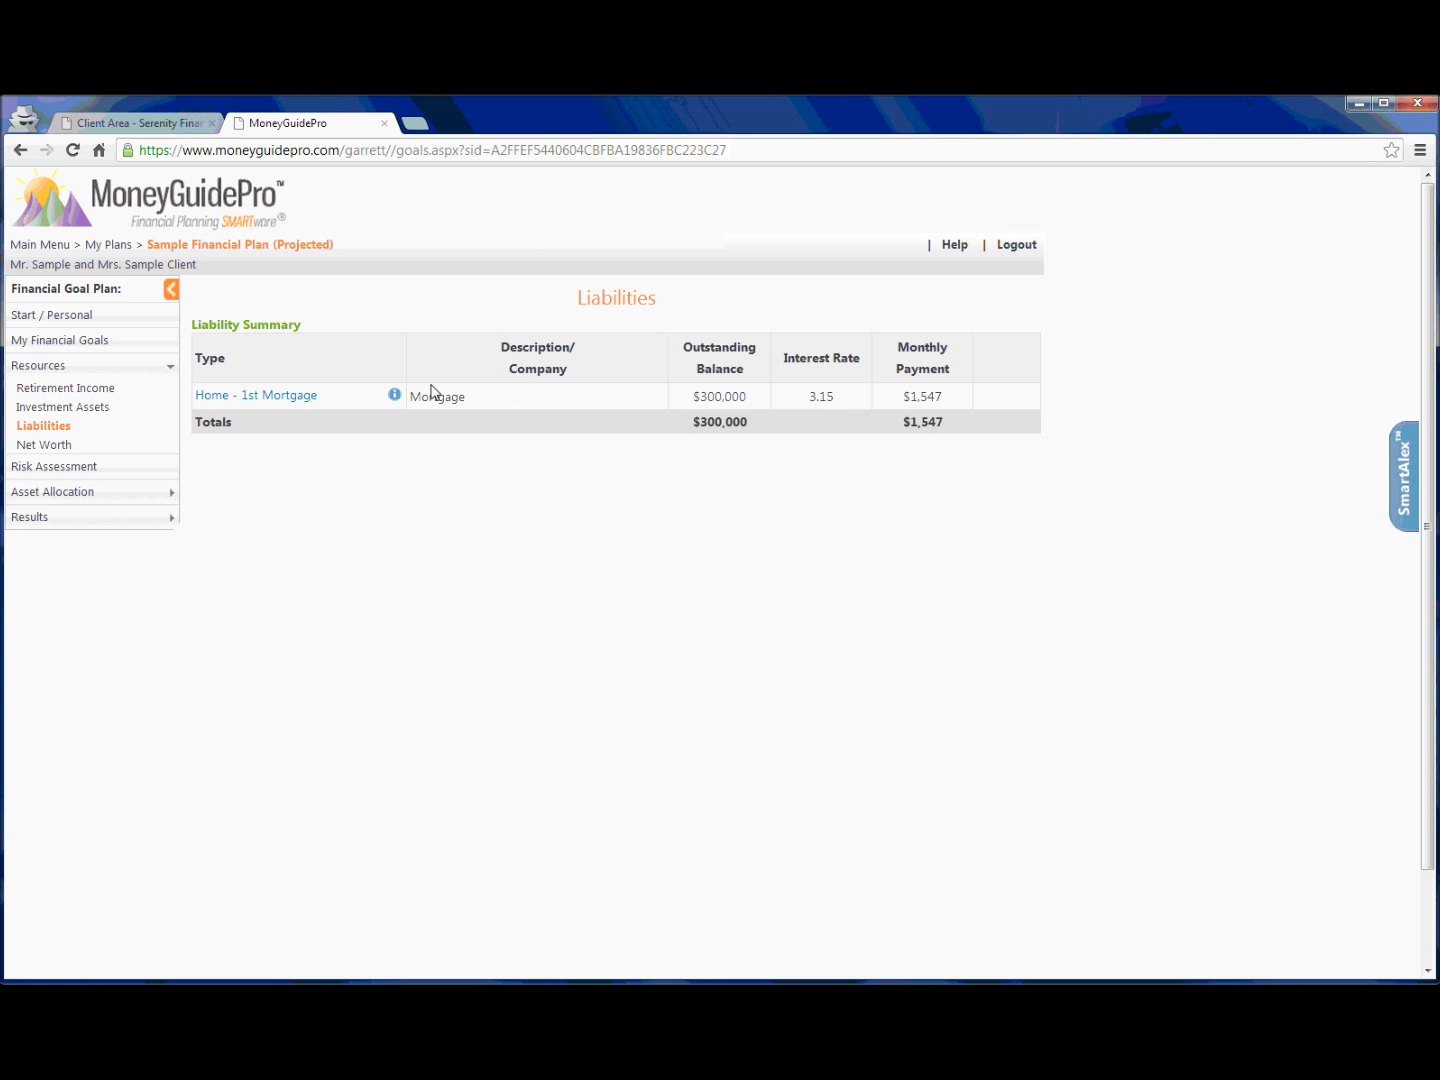 Client Area - Serenity Finar
MoneyGuidePro
https://www.moneyguidepro.com/garrett//goals.aspx?sid=A2FFEF5440604CBFBA19836FBC223C27
MoneyGuidePro™
Financial Planning SMARTware®
Main Menu > My Plans > Sample Financial Plan (Projected)
| Help | Logout
Mr. Sample and Mrs. Sample Client
Financial Goal Plan:
Start / Personal
My Financial Goals
Resources
Retirement Income
Investment Assets
Liabilities
Net Worth
Risk Assessment
Asset Allocation
Results
Liabilities
Liability Summary
Type
Description/
Company
Outstanding
Balance
Interest Rate
Monthly
Payment
Home - 1st Mortgage
Mortgage
$300,000
3.15
$1,547
Totals
$300,000
$1,547
SmartAlex™